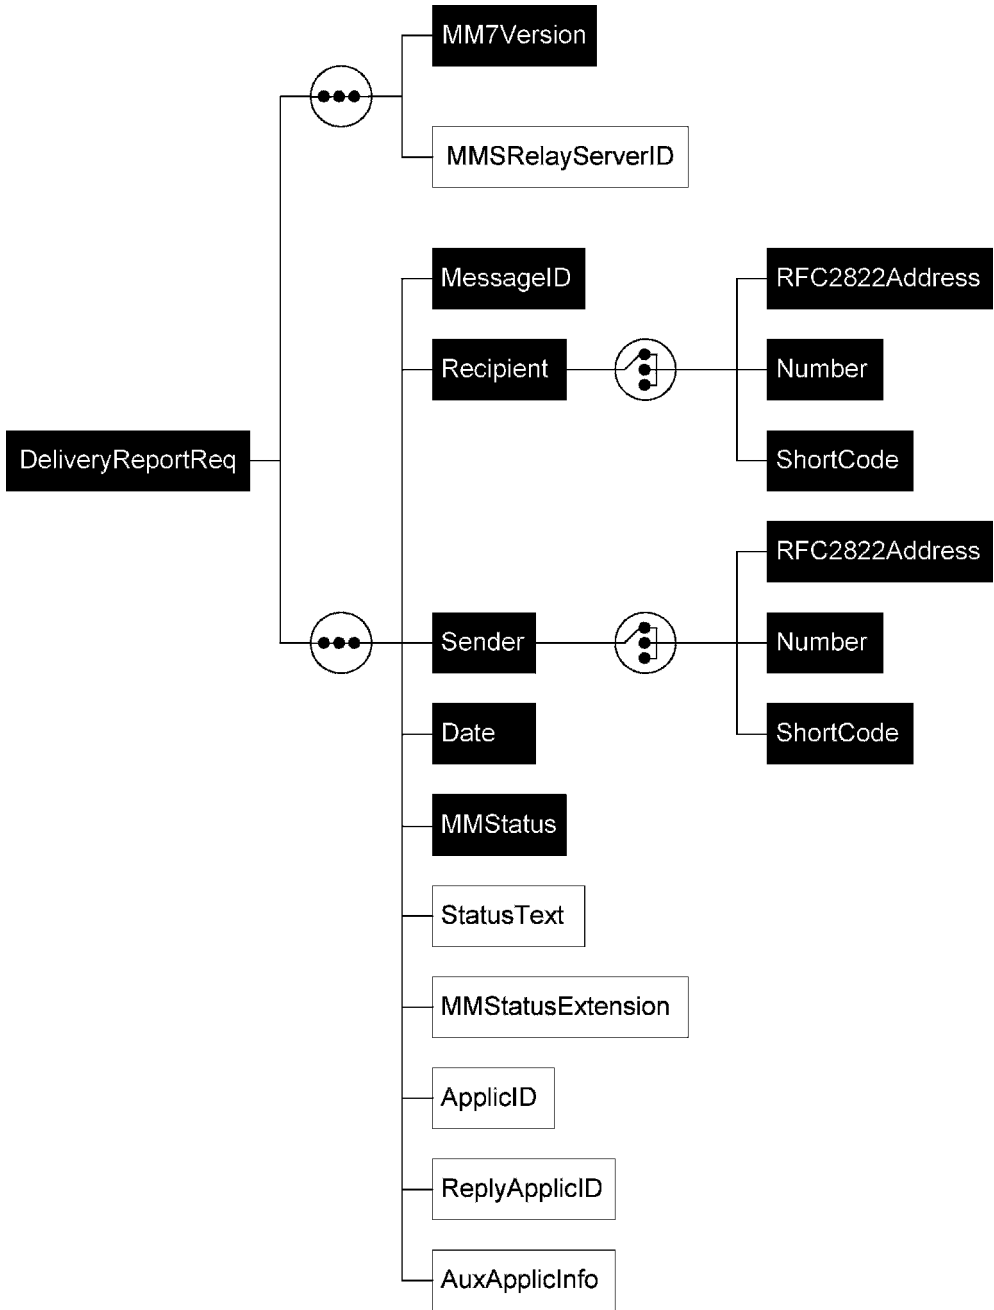 MM7Version
MMSRelayServerID
MessageID
RFC2822Address
Recipient
Number
DeliveryReportReq
ShortCode
RFC2822Address
Sender
Number
Date
ShortCode
MMStatus
StatusText
MMStatusExtension
ApplicID
ReplyApplicID
AuxApplicInfo